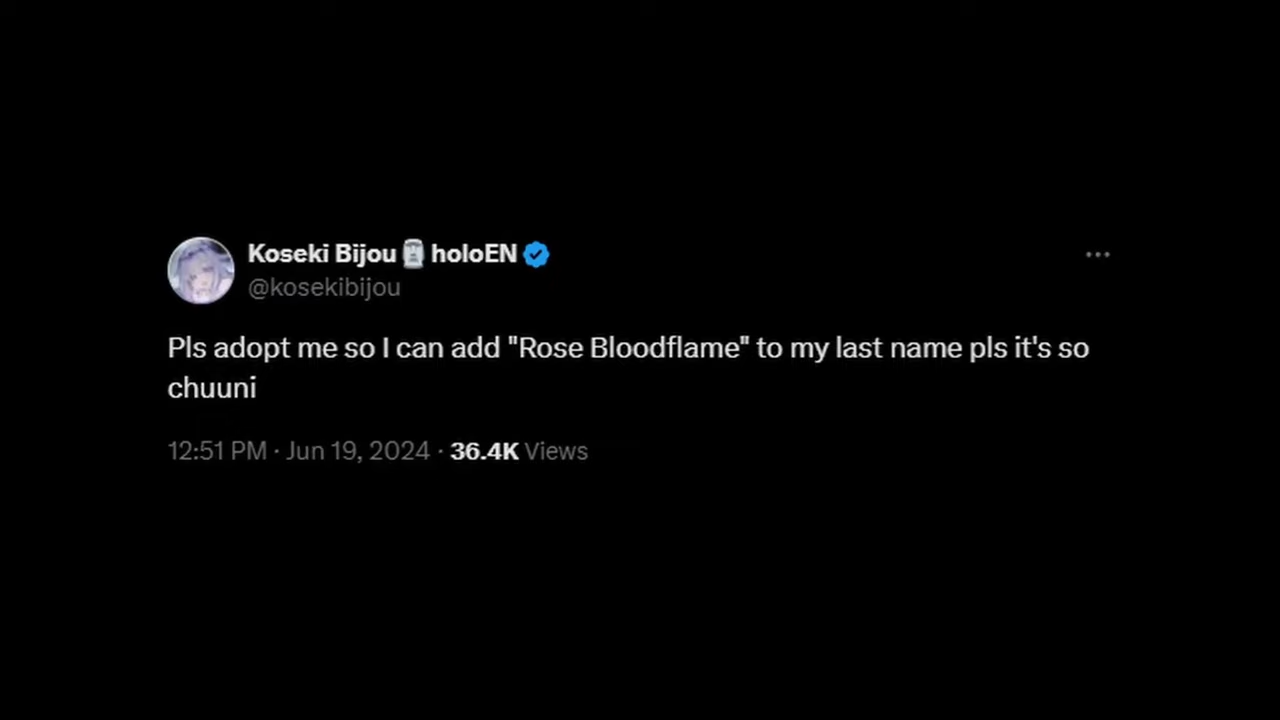 Koseki Bijou🗿holoEN
@kosekibijou
Pls adopt me so I can add "Rose Bloodflame" to my last name pls it's so
chuuni
12:51 PM · Jun 19, 2024 · 36.4K Views